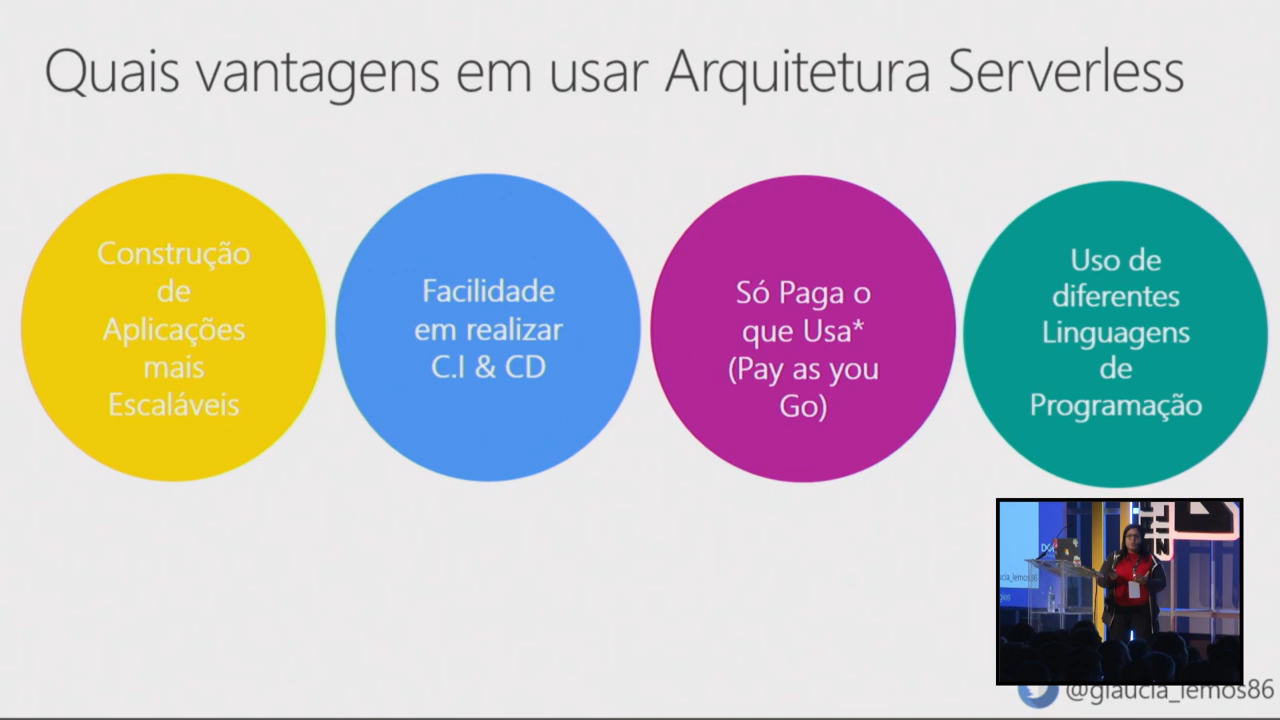 Quais vantagens em usar Arquitetura Serverless
Construção
de
Aplicações
mais
Escaláveis
Facilidade
em realizar
C.I & CD
Só Paga o
que Usa*
(Pay as you
Go)
Uso de
diferentes
Linguagens
de
Programação
@glaucia_lemos86